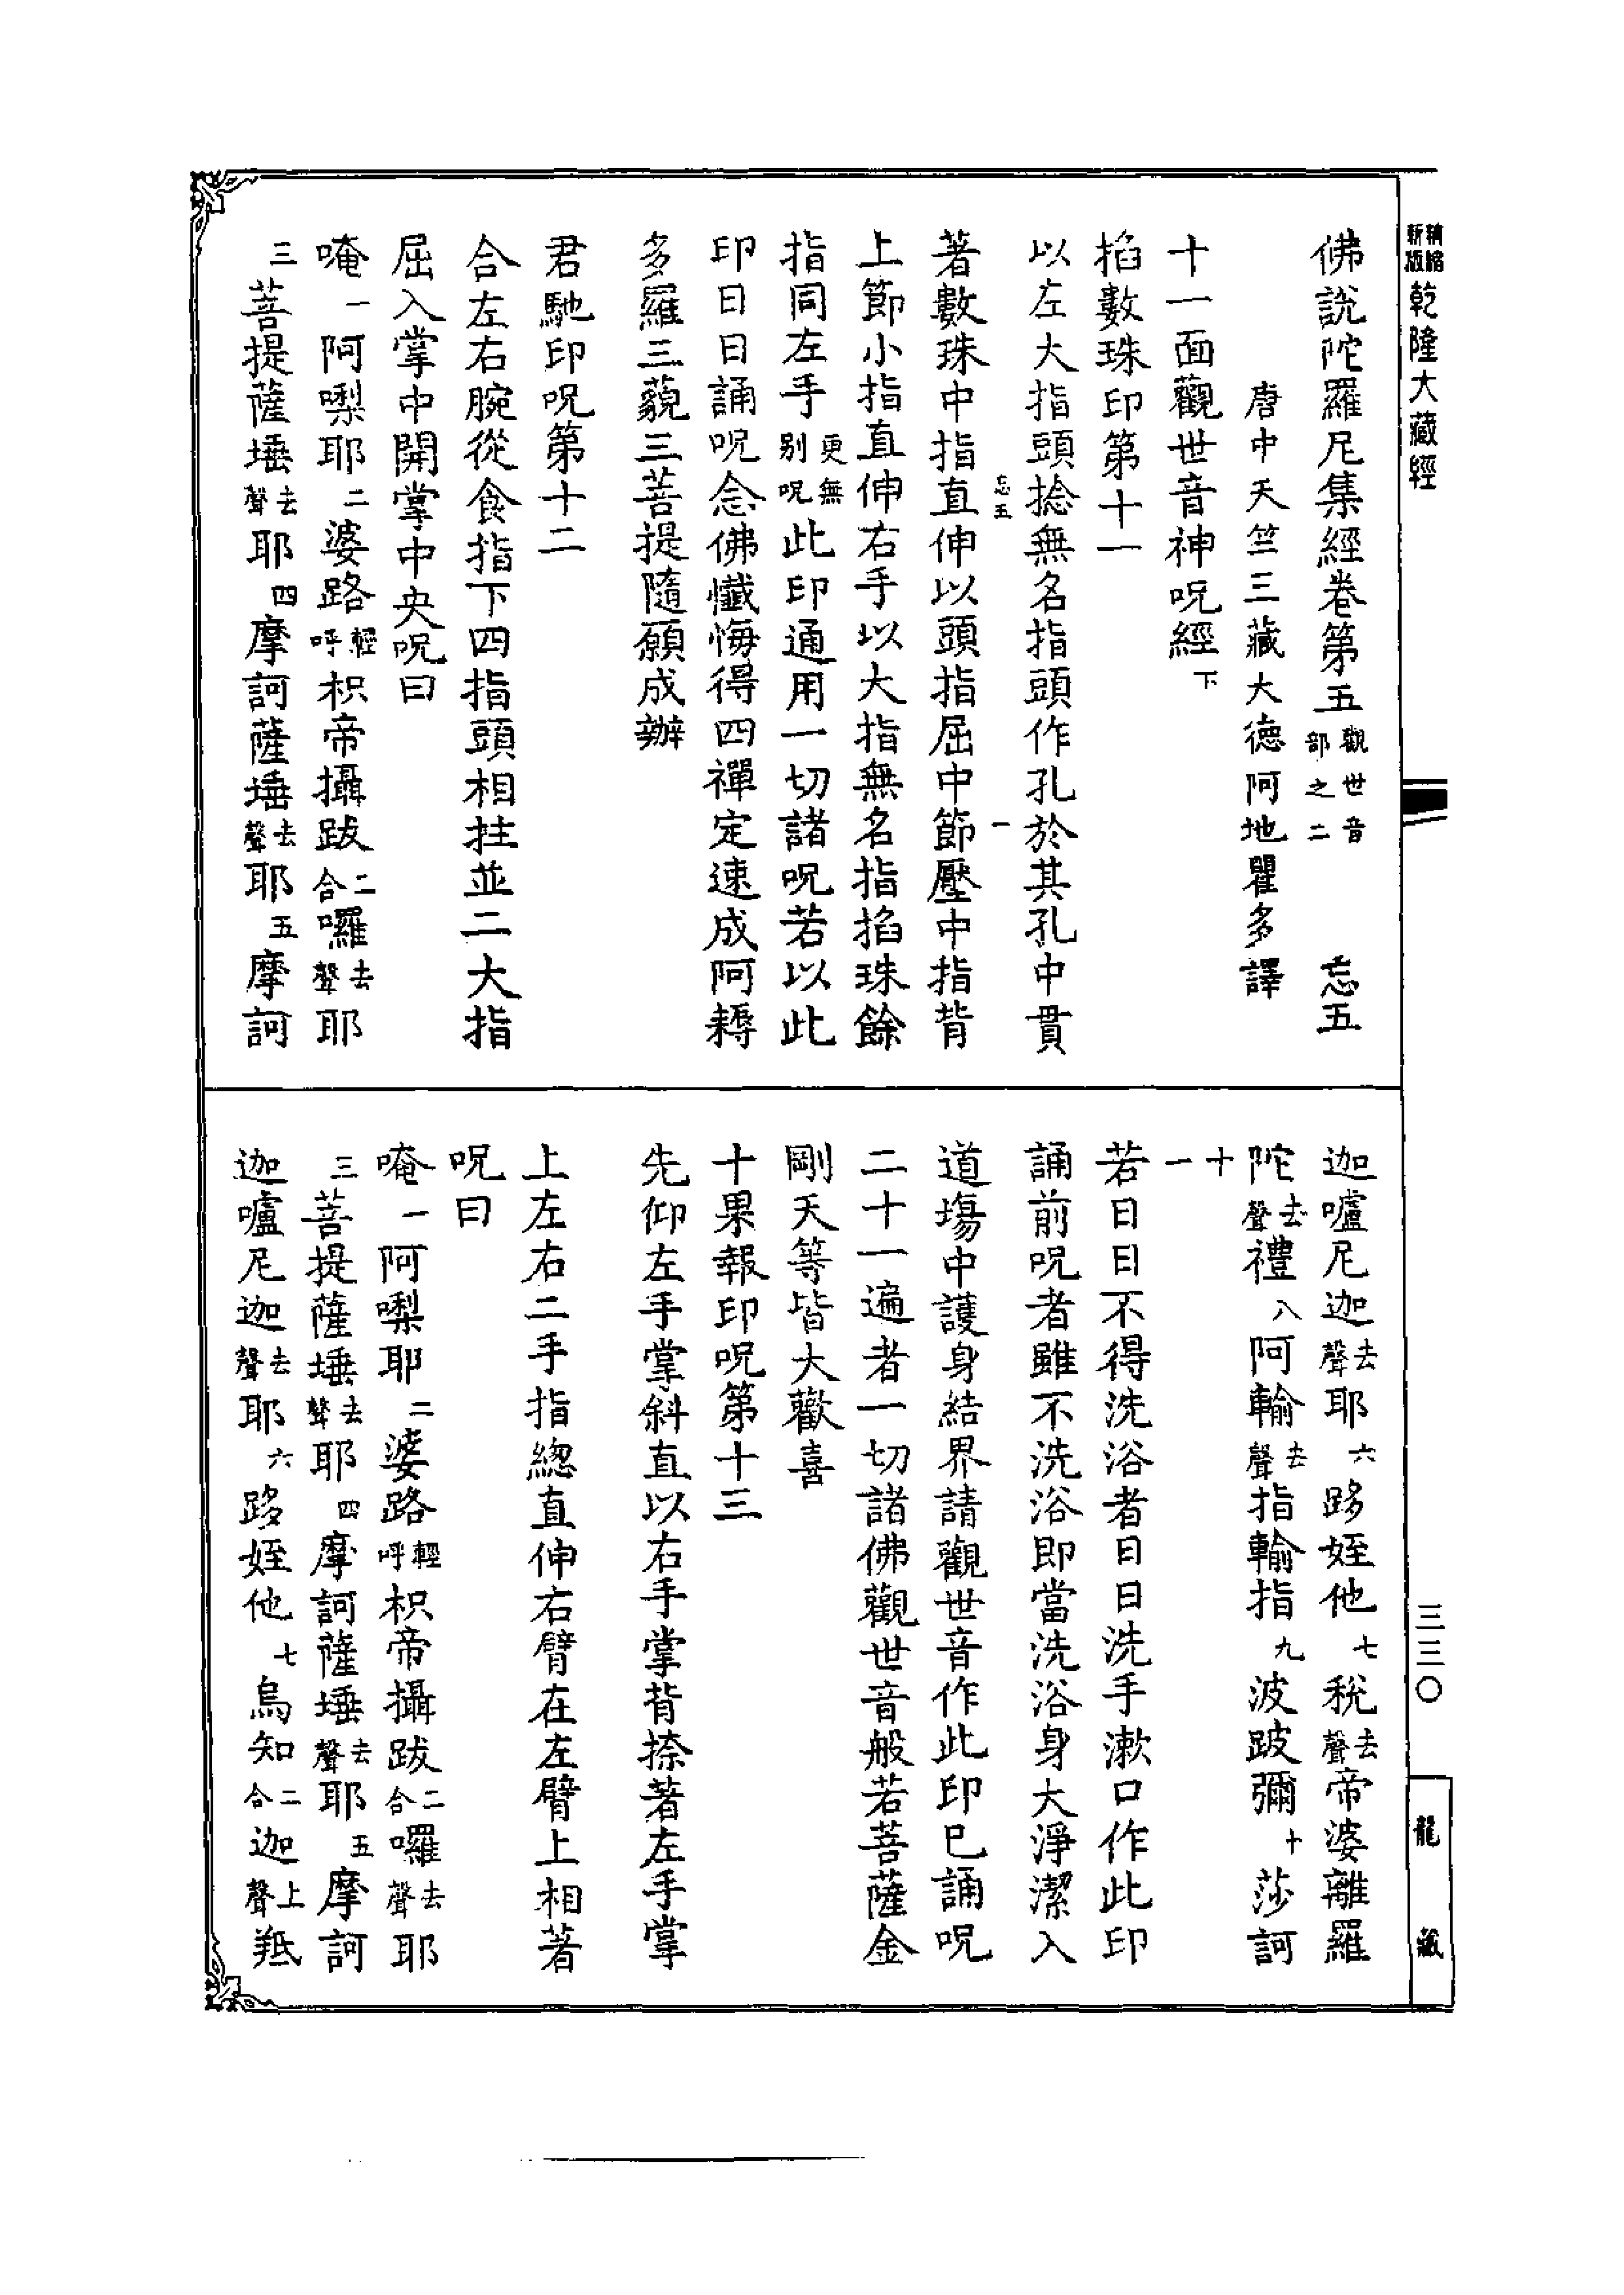 精縮新版乾隆大藏經
三三〇
龍藏
佛說陀羅尼集經卷第五觀世音部之二 忘五
唐中天竺三藏大德阿地瞿多譯
十一面觀世音神呪經下
掐數珠印第十一
以左大指頭捻無名指頭作孔於其孔中貫
忘五 一
著數珠中指直伸以頭指屈中節壓中指背
上節小指直伸右手以大指無名指掐珠餘
指同左手更無別呪此印通用一切諸呪若以此
印日日誦呪念佛懺悔得四禪定速成阿耨
多羅三藐三菩提隨願成辦
君馳印呪第十二
合左右腕從食指下四指頭相拄並二大指
屈入掌中開掌中央呪曰
唵一阿㗚耶二婆路輕呼枳帝攝跋二合囉去聲耶
三菩提薩埵去聲耶四摩訶薩埵去聲耶五摩訶
迦嚧尼迦去聲耶六跢姪他七稅去聲帝婆離羅
陀去聲禮八阿輸去聲指輸指九波跛彌十莎訶
十一
若日日不得洗浴者日日洗手漱口作此印
誦前呪者雖不洗浴即當洗浴身大淨潔入
道場中護身結界請觀世音作此印已誦呪
二十一遍者一切諸佛觀世音般若菩薩金
剛天等皆大歡喜
十果報印呪第十三
先仰左手掌斜直以右手掌背捺著左手掌
上左右二手指總直伸右臂在左臂上相著
呪曰
唵一阿㗚耶二婆路輕呼枳帝攝跋二合囉去聲耶
三菩提薩埵去聲耶四摩訶薩埵去聲耶五摩訶
迦嚧尼迦去聲耶六跢姪他七烏知二合迦上聲羝